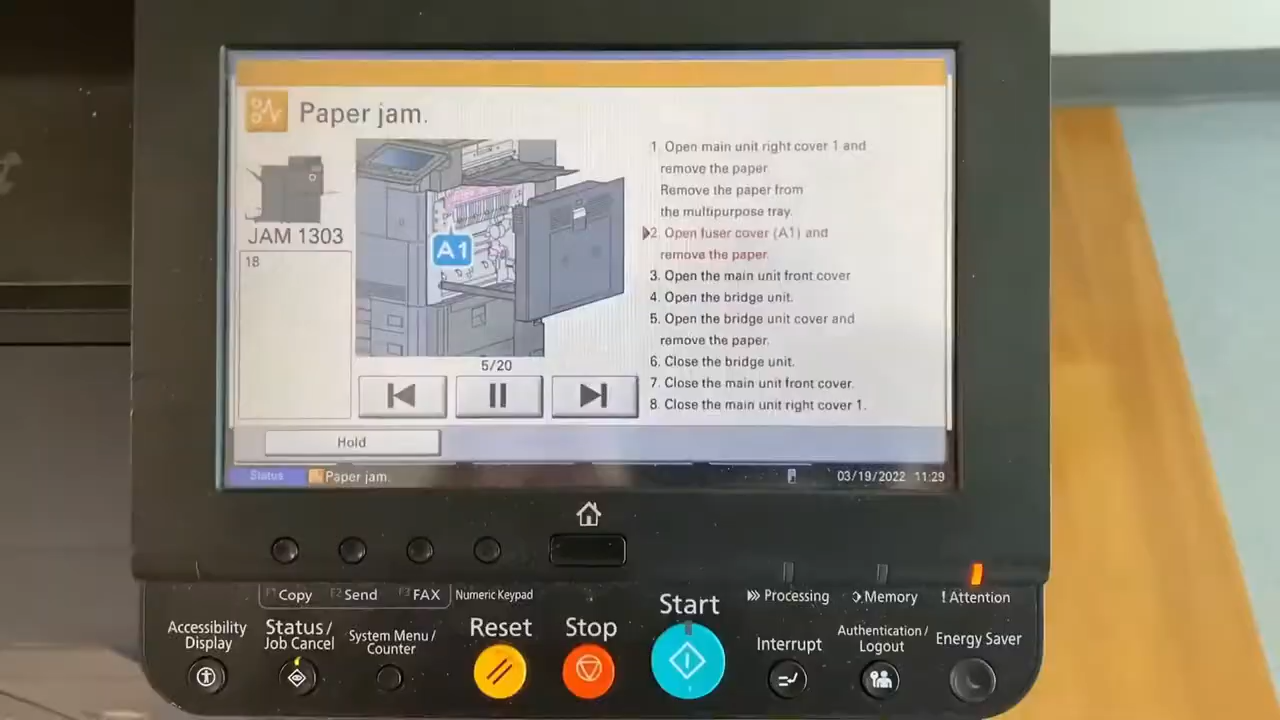 Paper jam.
JAM 1303
18
A1
5/20
1. Open main unit right cover 1 and
remove the paper.
Remove the paper from
the multipurpose tray.
2. Open fuser cover (A1) and
remove the paper.
3. Open the main unit front cover
4. Open the bridge unit.
5. Open the bridge unit cover and
remove the paper.
6. Close the bridge unit.
7. Close the main unit front cover.
8. Close the main unit right cover 1.
Hold
Status
Paper jam.
03/19/2022 11:29
F1 Copy
F2 Send
F3 FAX
Numeric Keypad
Processing
Memory
! Attention
Accessibility
Display
Status/
Job Cancel
System Menu/
Counter
Reset
Stop
Start
Interrupt
Authentication/
Logout
Energy Saver